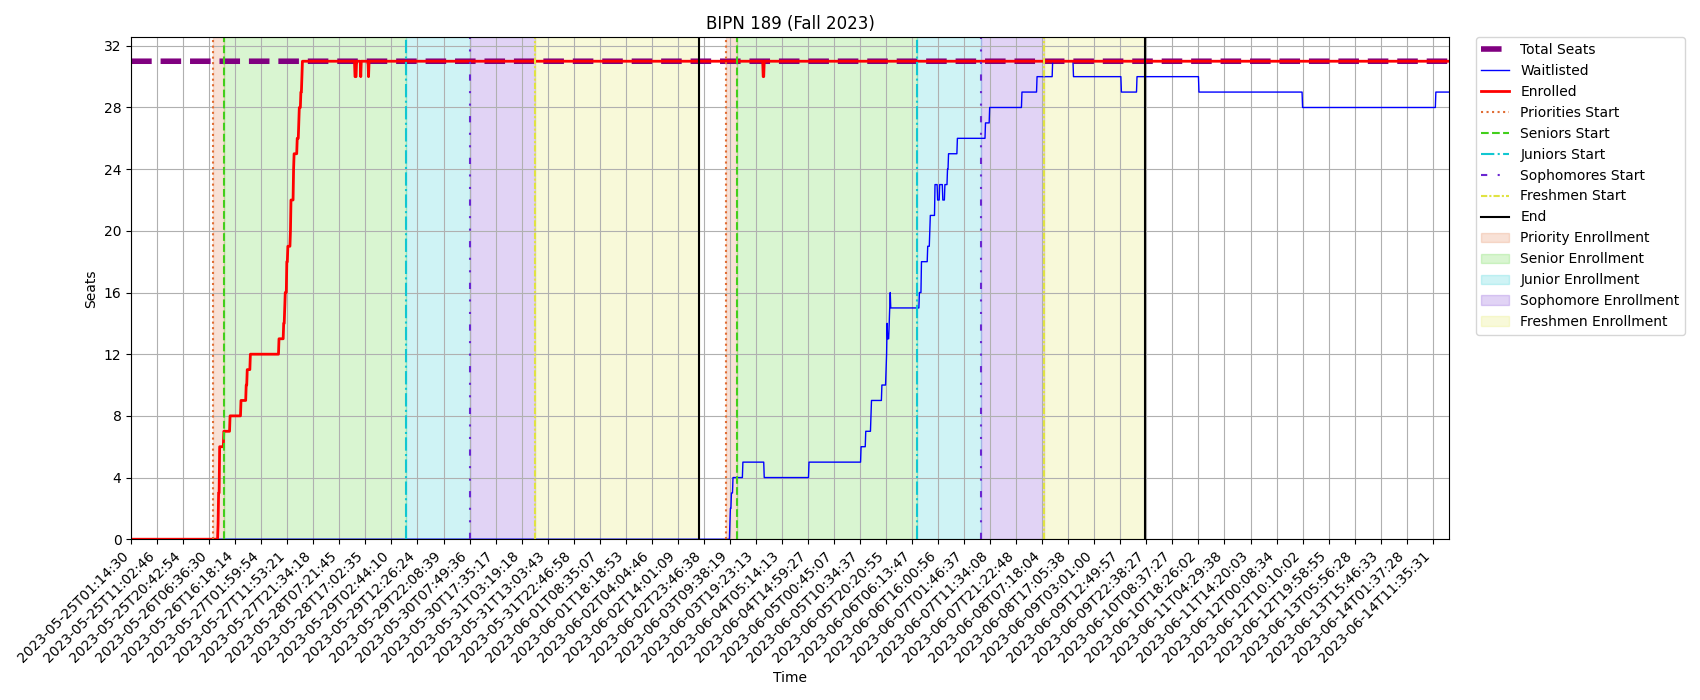 BIPN 189 (Fall 2023)
Seats
32
28
24
20
16
12
8
4
0
2023-05-25T01:14:30
2023-05-25T11:02:46
2023-05-25T20:42:54
2023-05-26T06:36:30
2023-05-26T16:18:14
2023-05-27T01:59:54
2023-05-27T11:53:21
2023-05-27T21:34:18
2023-05-28T07:21:45
2023-05-28T17:02:35
2023-05-29T02:44:10
2023-05-29T12:26:24
2023-05-29T22:08:39
2023-05-30T07:49:36
2023-05-30T17:35:17
2023-05-31T03:19:18
2023-05-31T13:03:43
2023-05-31T22:46:58
2023-06-01T08:35:07
2023-06-01T18:18:53
2023-06-02T04:04:46
2023-06-02T14:01:09
2023-06-02T23:46:38
2023-06-03T09:38:19
2023-06-03T19:23:13
2023-06-04T05:14:15
2023-06-04T14:59:27
2023-06-05T00:45:07
2023-06-05T10:34:37
2023-06-05T20:20:55
2023-06-06T06:13:47
2023-06-06T16:00:56
2023-06-07T01:46:37
2023-06-07T11:34:08
2023-06-07T21:22:48
2023-06-08T07:18:04
2023-06-08T17:05:38
2023-06-09T03:01:00
2023-06-09T12:49:57
2023-06-09T22:38:27
2023-06-10T08:37:27
2023-06-10T18:26:02
2023-06-11T04:29:38
2023-06-11T14:20:03
2023-06-12T00:08:34
2023-06-12T10:10:02
2023-06-12T19:58:55
2023-06-13T05:56:28
2023-06-13T15:46:33
2023-06-14T01:37:28
2023-06-14T11:35:31
Time
Total Seats
Waitlisted
Enrolled
Priorities Start
Seniors Start
Juniors Start
Sophomores Start
Freshmen Start
End
Priority Enrollment
Senior Enrollment
Junior Enrollment
Sophomore Enrollment
Freshmen Enrollment